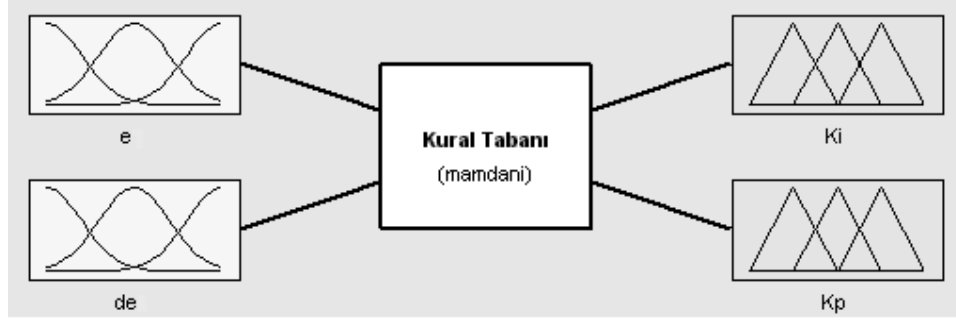 e
de
Kural Tabanı
(mamdani)
Ki
Kp